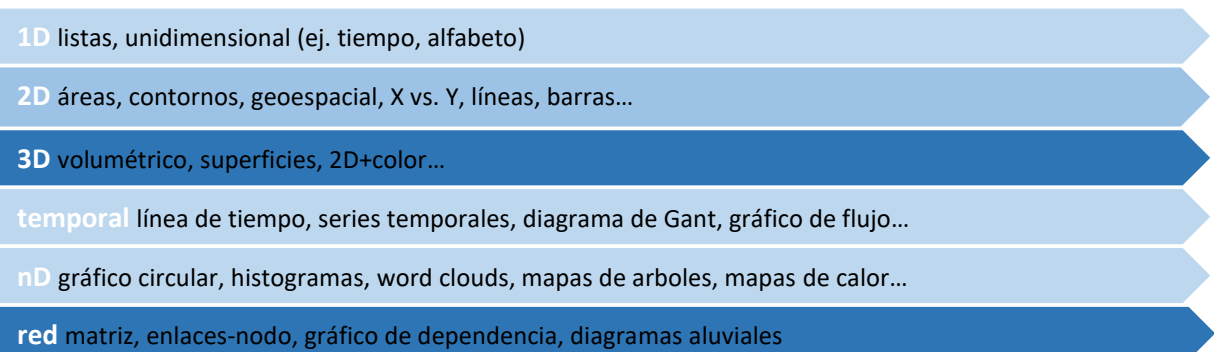 1D listas, unidimensional (ej. tiempo, alfabeto)
2D áreas, contornos, geoespacial, X vs. Y, líneas, barras…
3D volumétrico, superficies, 2D+color…
temporal línea de tiempo, series temporales, diagrama de Gant, gráfico de flujo…
nD gráfico circular, histogramas, word clouds, mapas de arboles, mapas de calor…
red matriz, enlaces-nodo, gráfico de dependencia, diagramas aluviales